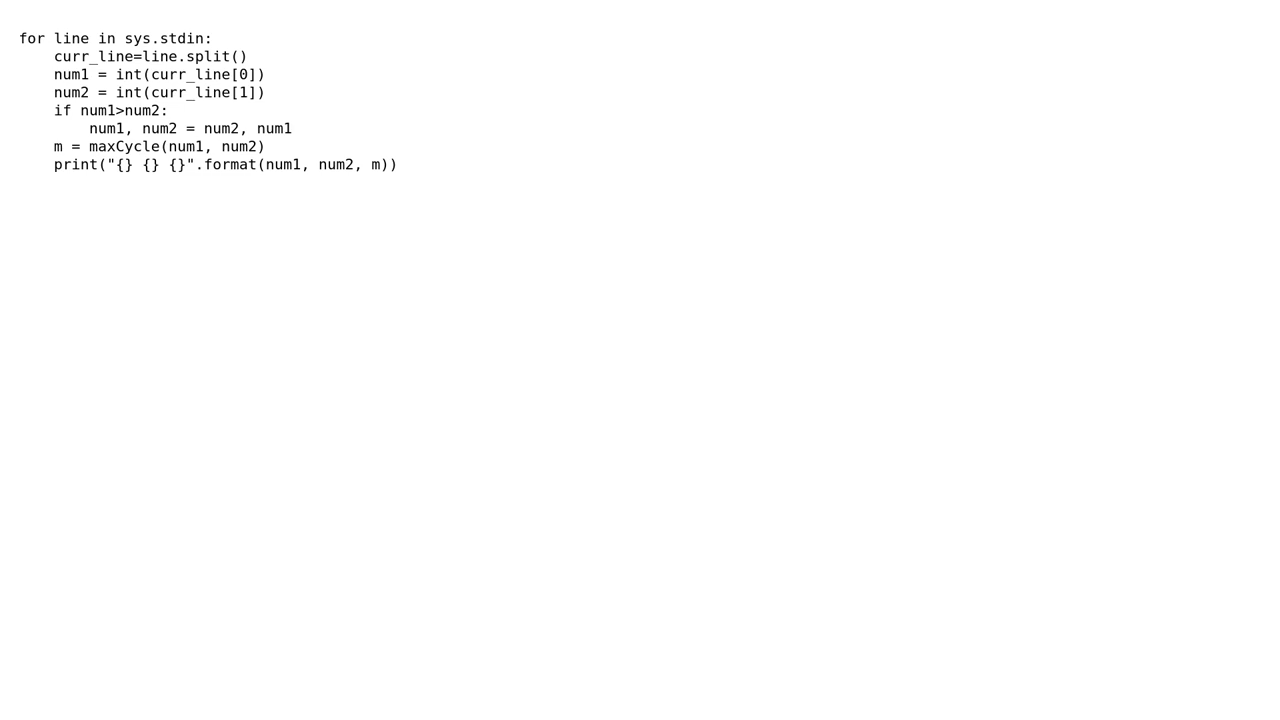 for line in sys.stdin:
    curr_line=line.split()
    num1 = int(curr_line[0])
    num2 = int(curr_line[1])
    if num1>num2:
        num1, num2 = num2, num1
    m = maxCycle(num1, num2)
    print("{} {} {}".format(num1, num2, m))